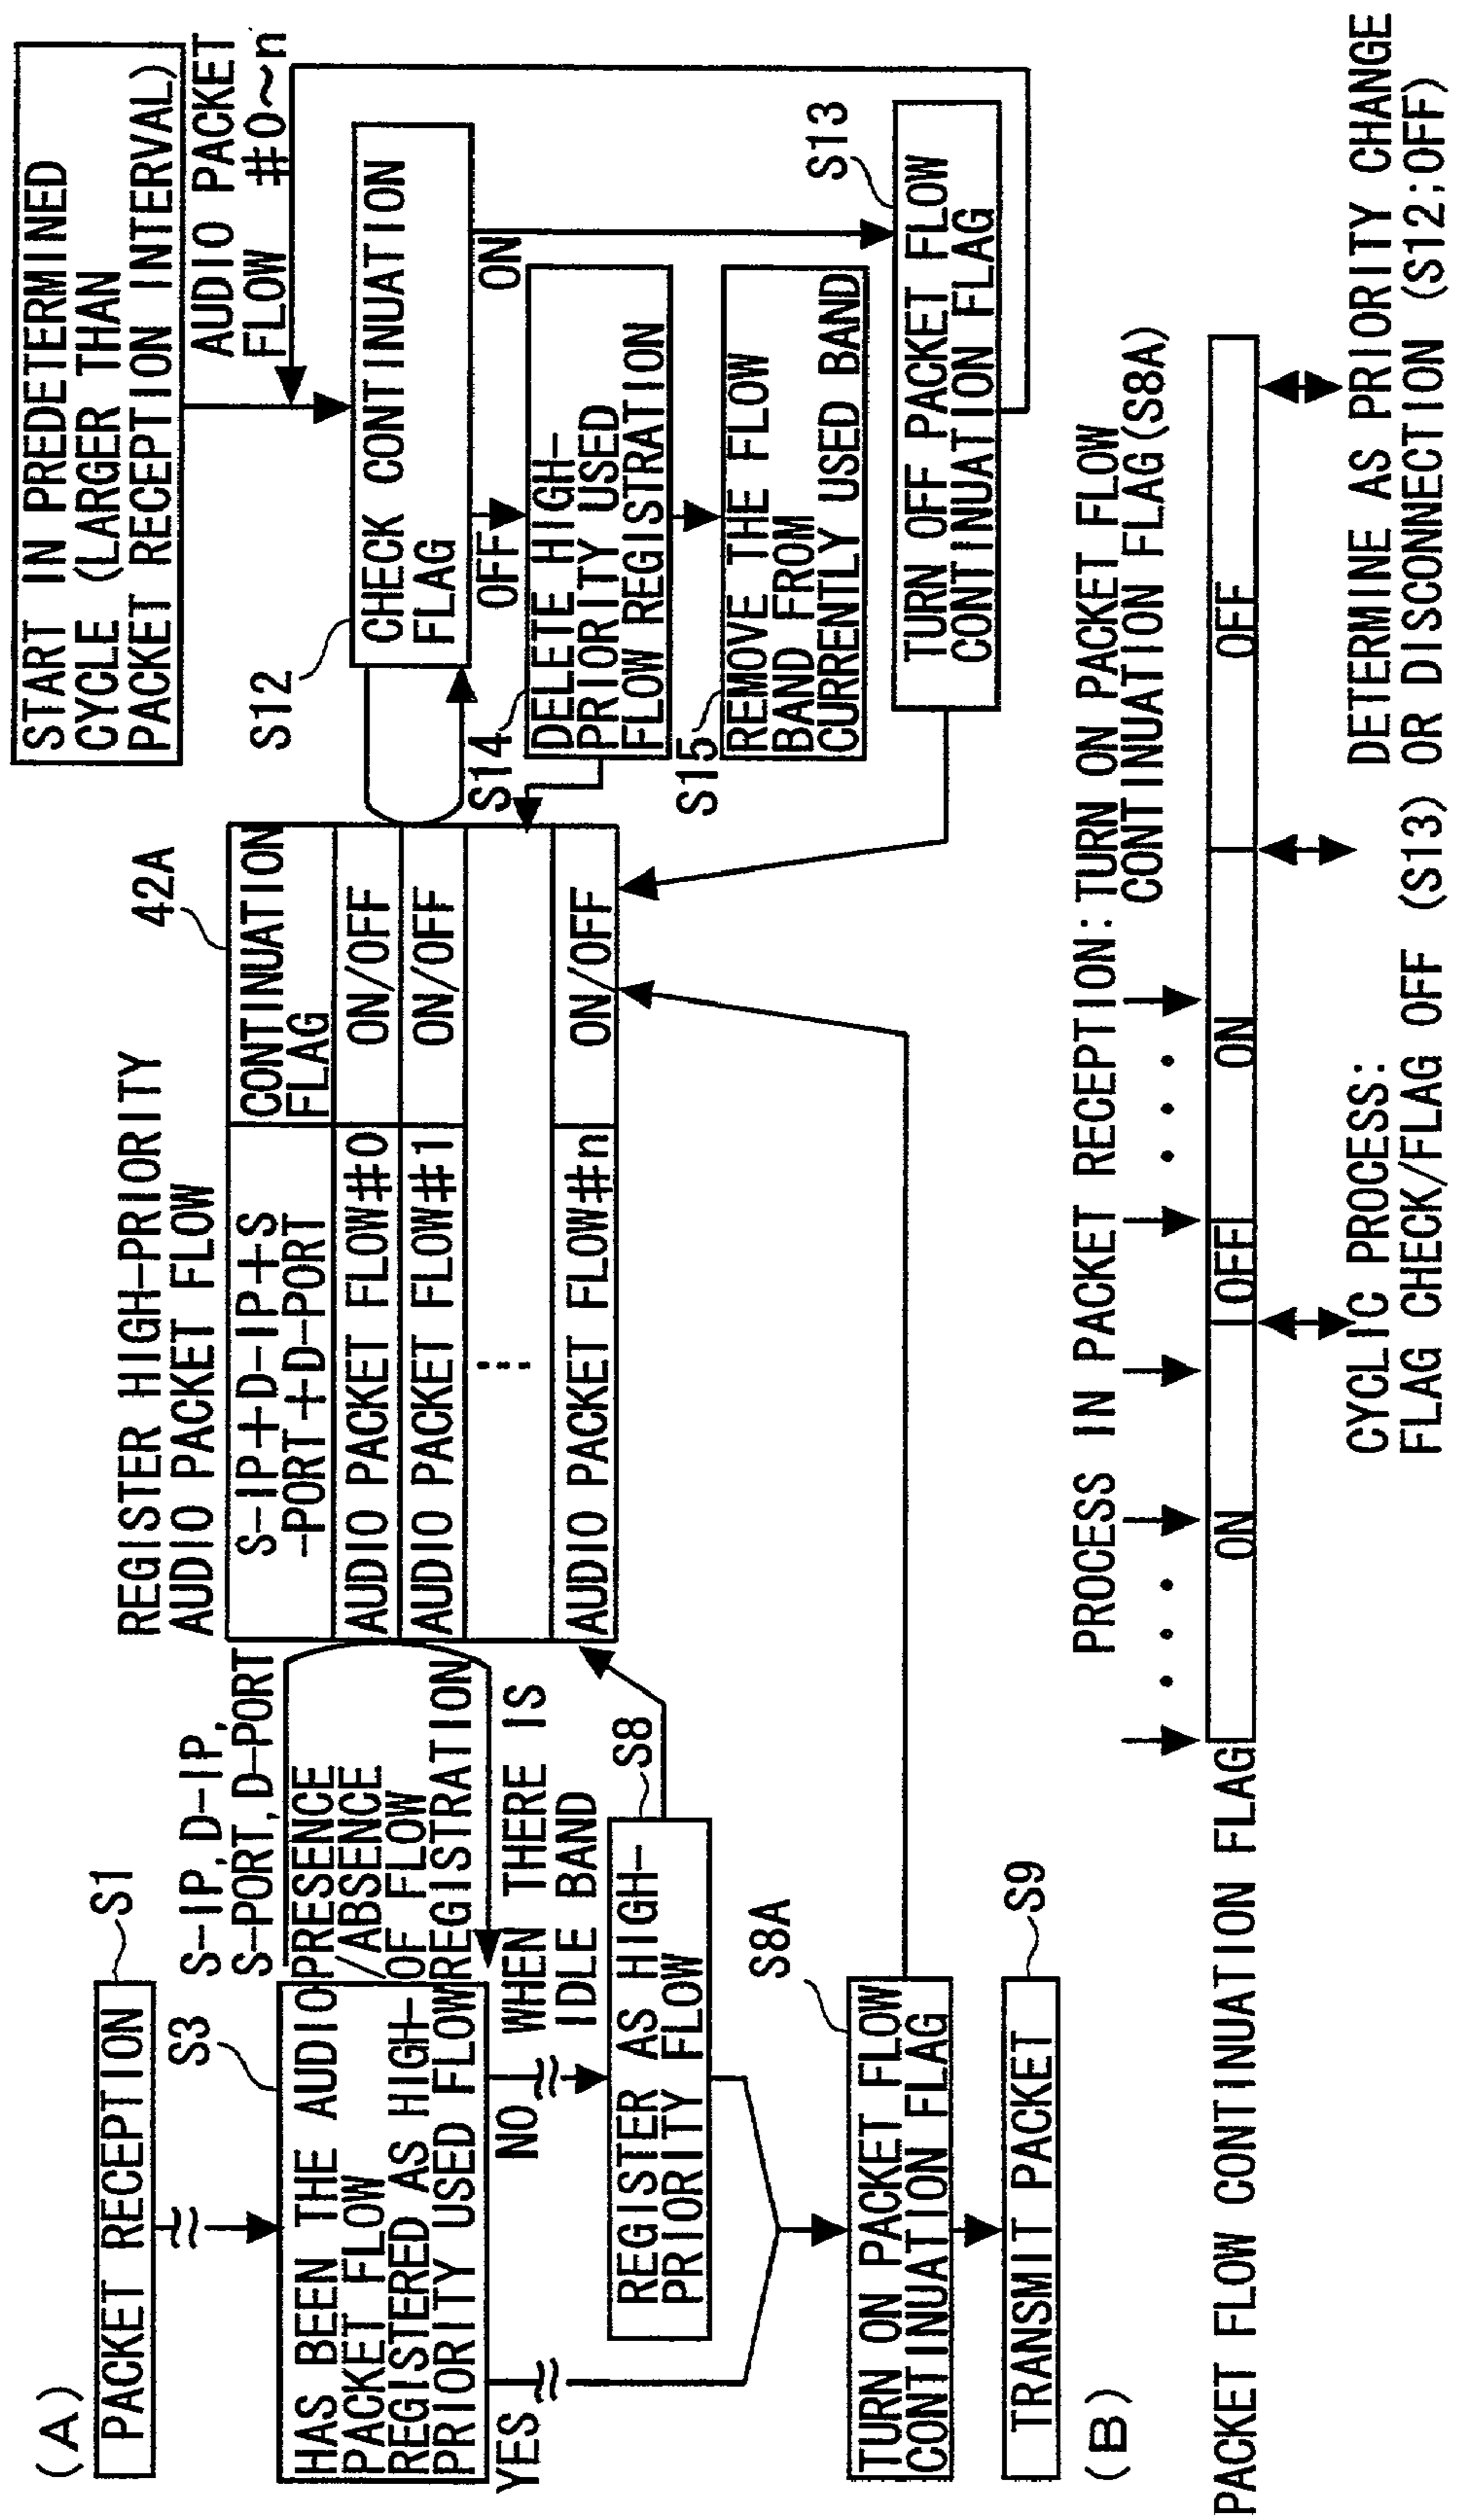 (A)
PACKET RECEPTION
S1
S3
HAS BEEN THE AUDIO
PACKET FLOW
REGISTERED AS HIGH-
PRIORITY USED FLOW
S-IP, D-IP,
S-PORT, D-PORT
PRESENCE
/ABSENCE
OF FLOW
REGISTRATION
YES
NO
WHEN THERE IS
IDLE BAND
S8
REGISTER AS HIGH-
PRIORITY FLOW
S8A
TURN ON PACKET FLOW
CONTINUATION FLAG
S9
TRANSMIT PACKET
REGISTER HIGH-PRIORITY
AUDIO PACKET FLOW
42A
S-IP+D-IP+S
-PORT+D-PORT
CONTINUATION
FLAG
AUDIO PACKET FLOW#0
ON/OFF
AUDIO PACKET FLOW#1
ON/OFF
⋮
AUDIO PACKET FLOW#n
ON/OFF
START IN PREDETERMINED
CYCLE (LARGER THAN
PACKET RECEPTION INTERVAL)
AUDIO PACKET
FLOW #0~n
S12
CHECK CONTINUATION
FLAG
OFF
ON
S14
DELETE HIGH-
PRIORITY USED
FLOW REGISTRATION
S15
REMOVE THE FLOW
BAND FROM
CURRENTLY USED BAND
S13
TURN OFF PACKET FLOW
CONTINUATION FLAG
(B)
PROCESS IN PACKET RECEPTION:TURN ON PACKET FLOW
CONTINUATION FLAG(S8A)
PACKET FLOW CONTINUATION FLAG
ON
OFF
ON
OFF
CYCLIC PROCESS:
FLAG CHECK/FLAG OFF (S13)
DETERMINE AS PRIORITY CHANGE
OR DISCONNECTION (S12;OFF)